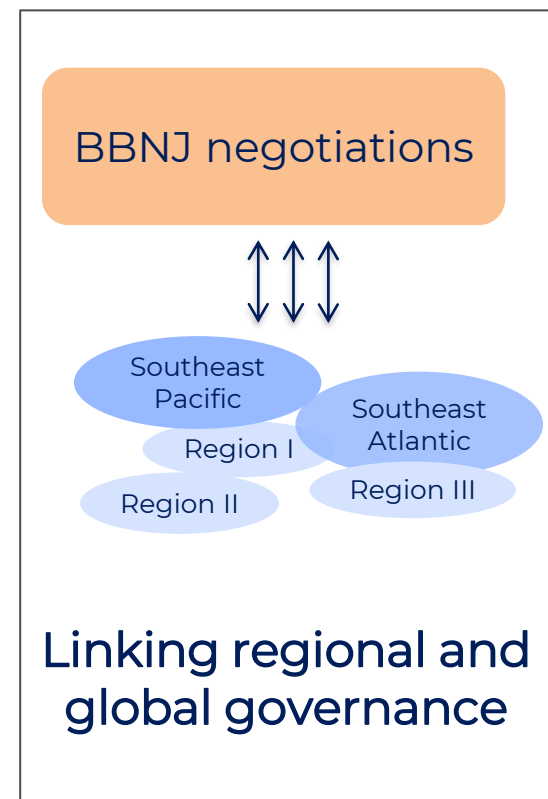 BBNJ negotiations
Southeast
Pacific
Southeast
Atlantic
Region I
Region III
Region II
Linking regional and
global governance